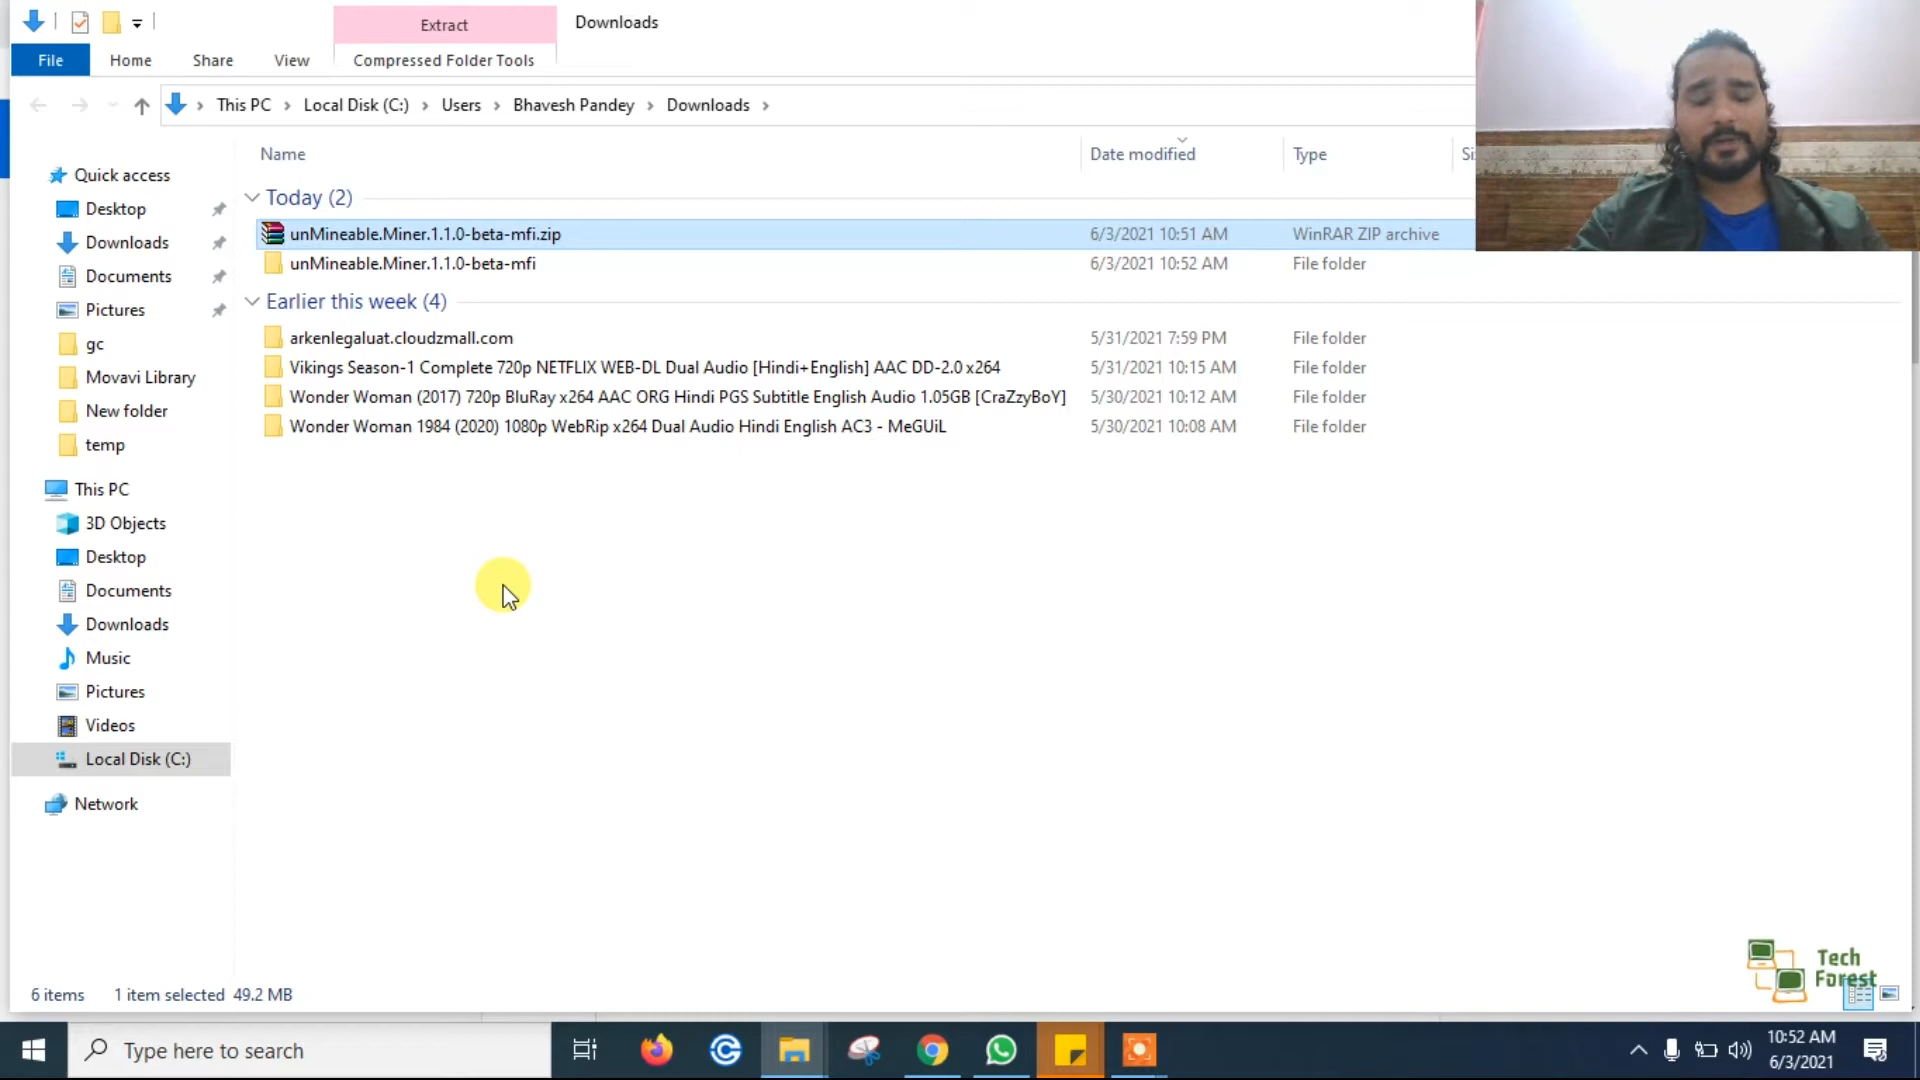 Extract
Downloads
File
Home
Share
View
Compressed Folder Tools
This PC
Local Disk (C:)
Users
Bhavesh Pandey
Downloads
Name
Date modified
Type
Quick access
Today (2)
Desktop
unMineable.Miner.1.1.0-beta-mfi.zip
6/3/2021 10:51 AM
WinRAR ZIP archive
Downloads
unMineable.Miner.1.1.0-beta-mfi
6/3/2021 10:52 AM
File folder
Documents
Earlier this week (4)
Pictures
arkenlegaluat.cloudzmall.com
5/31/2021 7:59 PM
File folder
gc
Vikings Season-1 Complete 720p NETFLIX WEB-DL Dual Audio [Hindi+English] AAC DD-2.0 x264
5/31/2021 10:15 AM
File folder
Movavi Library
Wonder Woman (2017) 720p BluRay x264 AAC ORG Hindi PGS Subtitle English Audio 1.05GB [CraZzyBoY]
5/30/2021 10:12 AM
File folder
New folder
Wonder Woman 1984 (2020) 1080p WebRip x264 Dual Audio Hindi English AC3 - MeGUiL
5/30/2021 10:08 AM
File folder
temp
This PC
3D Objects
Desktop
Documents
Downloads
Music
Pictures
Videos
Local Disk (C:)
Network
Tech
Forest
6 items
1 item selected 49.2 MB
Type here to search
10:52 AM
6/3/2021